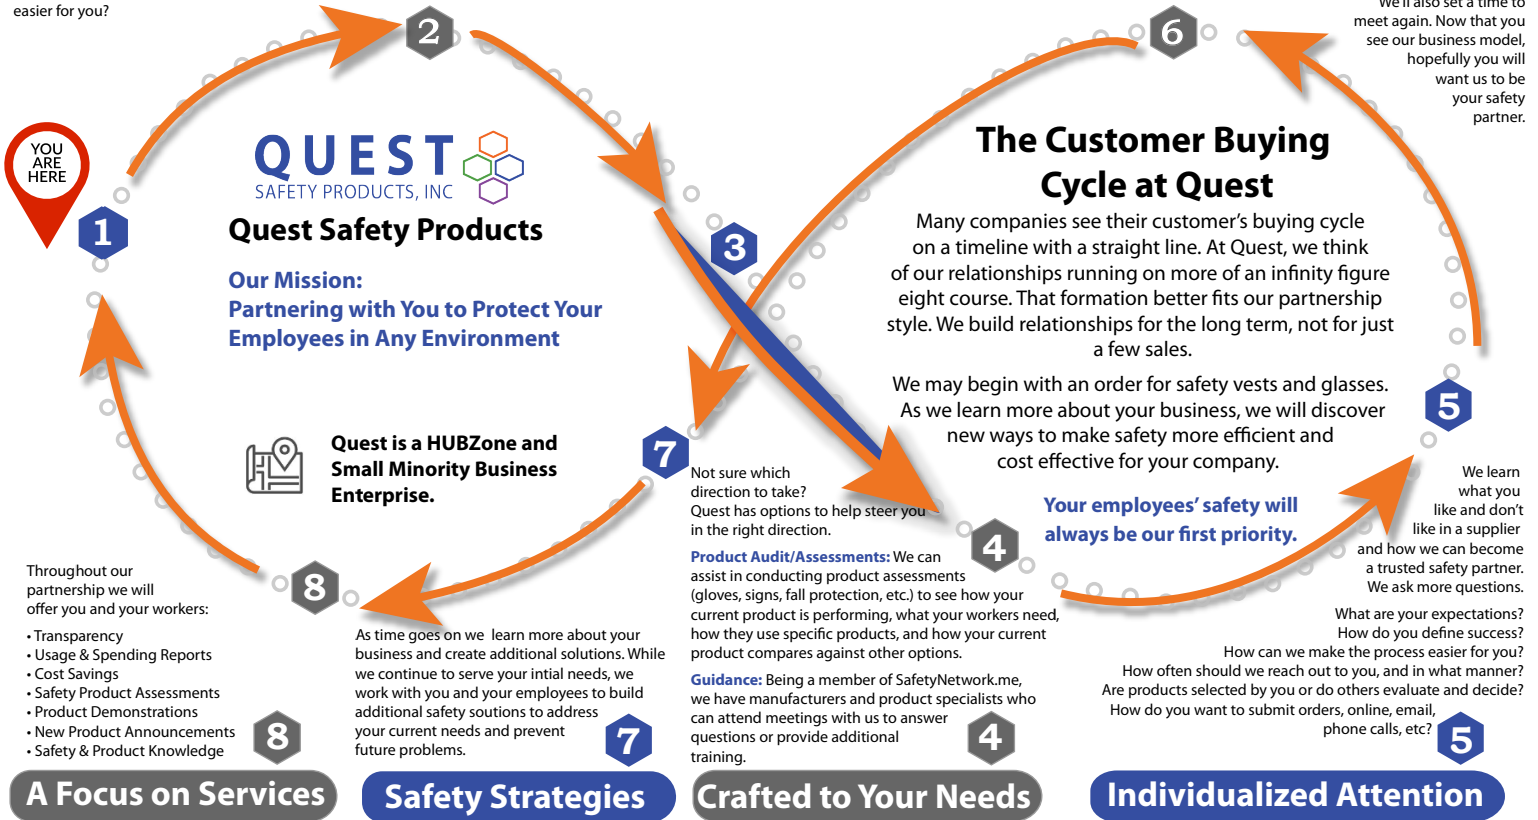 easier for you?
2
6
We'll also set a time to
meet again. Now that you
see our business model,
hopefully you will
want us to be
your safety
partner.
YOU
ARE
HERE
1
QUEST
SAFETY PRODUCTS, INC
Quest Safety Products
Our Mission:
Partnering with You to Protect Your
Employees in Any Environment
Quest is a HUBZone and
Small Minority Business
Enterprise.
3
The Customer Buying
Cycle at Quest
Many companies see their customer's buying cycle
on a timeline with a straight line. At Quest, we think
of our relationships running on more of an infinity figure
eight course. That formation better fits our partnership
style. We build relationships for the long term, not for just
a few sales.
We may begin with an order for safety vests and glasses.
As we learn more about your business, we will discover
new ways to make safety more efficient and
cost effective for your company.
Your employees' safety will
always be our first priority.
5
7
4
8
Throughout our
partnership we will
offer you and your workers:
• Transparency
• Usage & Spending Reports
• Cost Savings
• Safety Product Assessments
• Product Demonstrations
• New Product Announcements
• Safety & Product Knowledge
8
A Focus on Services
As time goes on we  learn more about your
business and create additional solutions. While
we continue to serve your intial needs, we
work with you and your employees to build
additional safety soutions to address
your current needs and prevent
future problems.
7
Safety Strategies
Not sure which
direction to take?
Quest has options to help steer you
in the right direction.
Product Audit/Assessments: We can
assist in conducting product assessments
(gloves, signs, fall protection, etc.) to see how your
current product is performing, what your workers need,
how they use specific products, and how your current
product compares against other options.
Guidance: Being a member of SafetyNetwork.me,
we have manufacturers and product specialists who
can attend meetings with us to answer
questions or provide additional
training.
4
Crafted to Your Needs
We learn
what you
like and don't
like in a supplier
and how we can become
a trusted safety partner.
We ask more questions.
What are your expectations?
How do you define success?
How can we make the process easier for you?
How often should we reach out to you, and in what manner?
Are products selected by you or do others evaluate and decide?
How do you want to submit orders, online, email,
phone calls, etc?
5
Individualized Attention